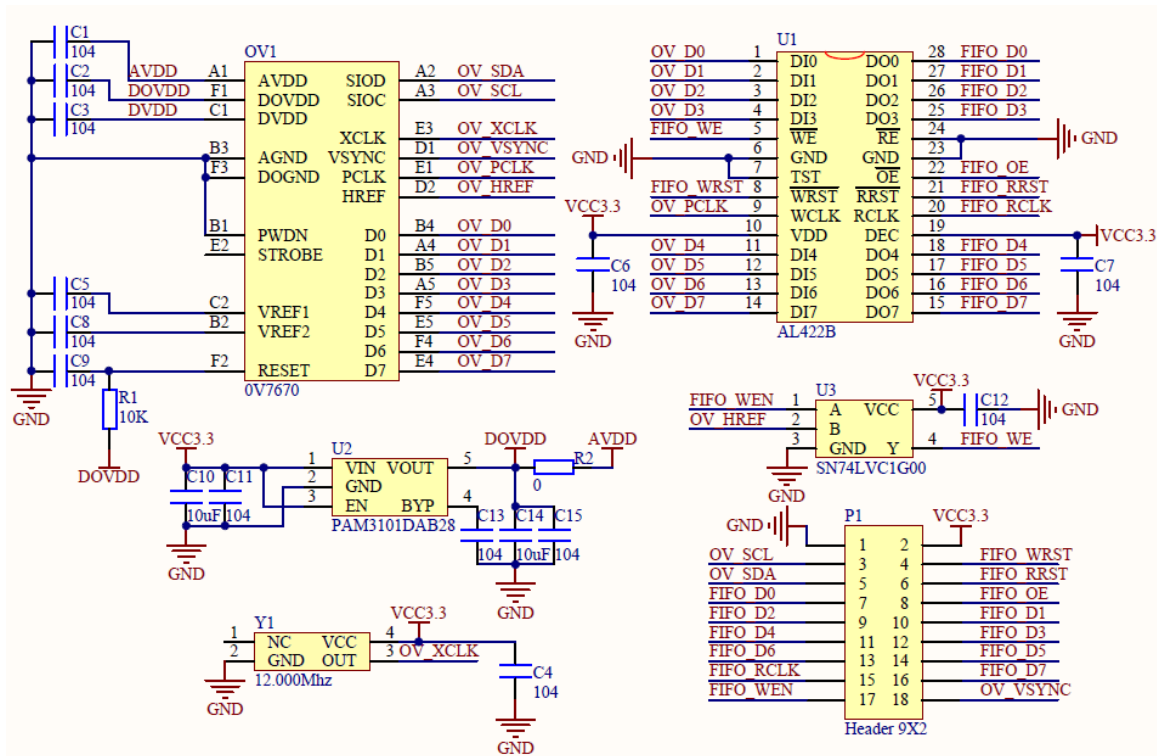 C1
104
C2
104
C3
104
AVDD
DOVDD
DVDD
OV1
A1 AVDD SIOD A2 OV_SDA
F1 DOVDD SIOC A3 OV_SCL
C1 DVDD
XCLK E3 OV_XCLK
B3 AGND VSYNC D1 OV_VSYNC
F3 DOGND PCLK E1 OV_PCLK
HREF D2 OV_HREF
B1 PWDN D0 B4 OV_D0
E2 STROBE D1 A4 OV_D1
D2 B5 OV_D2
D3 A5 OV_D3
C2 VREF1 D4 F5 OV_D4
B2 VREF2 D5 E5 OV_D5
D6 F4 OV_D6
F2 RESET D7 E4 OV_D7
0V7670
C5
104
C8
104
C9
104
GND
R1
10K
DOVDD
U1
OV_D0 1 DI0 DO0 28 FIFO_D0
OV_D1 2 DI1 DO1 27 FIFO_D1
OV_D2 3 DI2 DO2 26 FIFO_D2
OV_D3 4 DI3 DO3 25 FIFO_D3
FIFO_WE 5 WE RE 24 GND
GND 6 GND GND 23
7 TST OE 22 FIFO_OE
FIFO_WRST 8 WRST RRST 21 FIFO_RRST
OV_PCLK 9 WCLK RCLK 20 FIFO_RCLK
VCC3.3 10 VDD DEC 19 VCC3.3
OV_D4 11 DI4 DO4 18 FIFO_D4
OV_D5 12 DI5 DO5 17 FIFO_D5
OV_D6 13 DI6 DO6 16 FIFO_D6
OV_D7 14 DI7 DO7 15 FIFO_D7
AL422B
C6
104
GND
C7
104
GND
U3
VCC3.3
FIFO_WEN 1 A VCC 5 C12 GND
104
OV_HREF 2 B
3 GND Y 4 FIFO_WE
SN74LVC1G00
GND
VCC3.3
U2
DOVDD
AVDD
1 VIN VOUT 5 R2
0
2 GND
3 EN BYP 4
PAM3101DAB28
C10 C11
10uF 104
GND
C13 C14 C15
104 10uF 104
GND
Y1
VCC3.3
1 NC VCC 4
2 GND OUT 3 OV_XCLK
12.000Mhz
GND
C4
104
GND
P1
GND
VCC3.3
1 2
OV_SCL 3 4 FIFO_WRST
OV_SDA 5 6 FIFO_RRST
FIFO_D0 7 8 FIFO_OE
FIFO_D2 9 10 FIFO_D1
FIFO_D4 11 12 FIFO_D3
FIFO_D6 13 14 FIFO_D5
FIFO_RCLK 15 16 FIFO_D7
FIFO_WEN 17 18 OV_VSYNC
Header 9X2